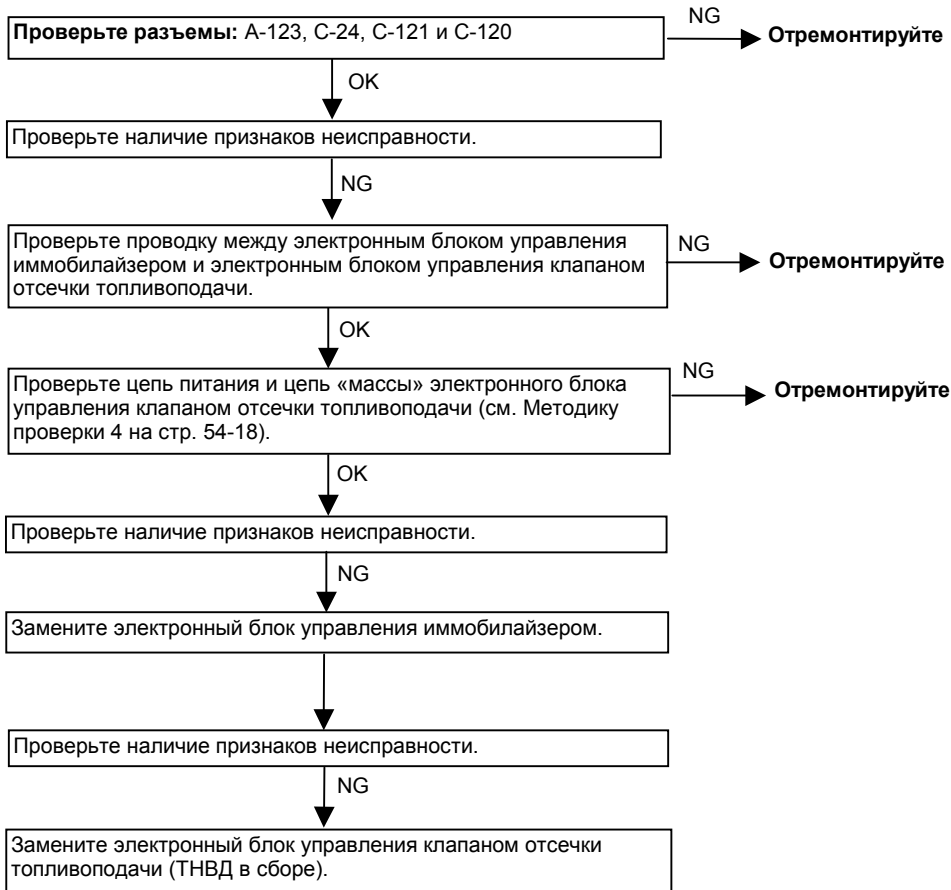 NG
Проверьте разъемы: А-123, С-24, С-121 и С-120
Отремонтируйте
OK
Проверьте наличие признаков неисправности.
NG
Проверьте проводку между электронным блоком управления
иммобилайзером и электронным блоком управления клапаном
отсечки топливоподачи.
NG
Отремонтируйте
OK
Проверьте цепь питания и цепь «массы» электронного блока
управления клапаном отсечки топливоподачи (см. Методику
проверки 4 на стр. 54-18).
NG
Отремонтируйте
OK
Проверьте наличие признаков неисправности.
NG
Замените электронный блок управления иммобилайзером.
Проверьте наличие признаков неисправности.
NG
Замените электронный блок управления клапаном отсечки
топливоподачи (ТНВД в сборе).